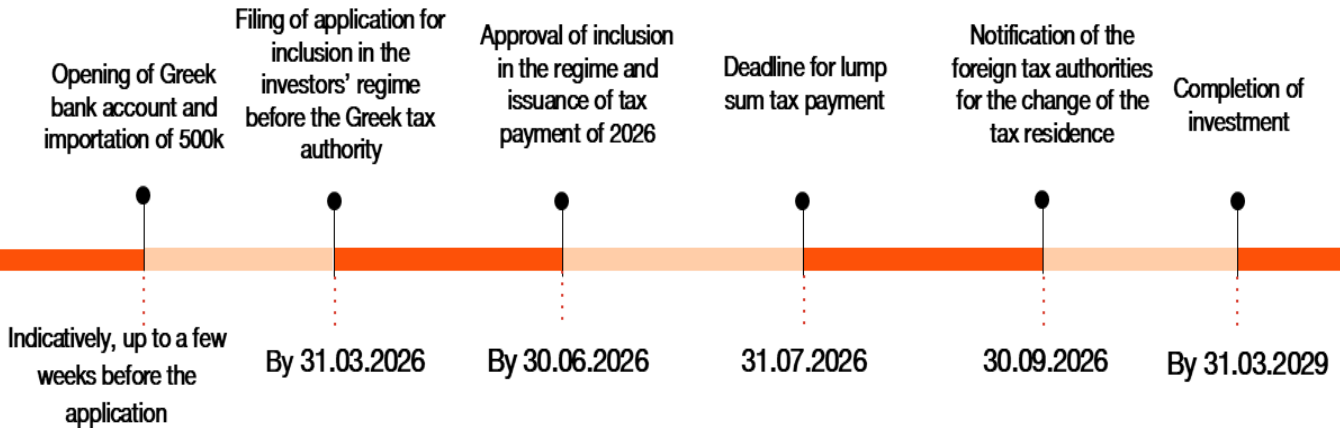 Opening of Greek
bank account and
importation of 500k
Filing of application for
inclusion in the
investors' regime
before the Greek tax
authority
Approval of inclusion
in the regime and
issuance of tax
payment of 2026
Deadline for lump
sum tax payment
Notification of the
foreign tax authorities
for the change of the
tax residence
Completion of
investment
Indicatively, up to a few
weeks before the
application
By 31.03.2026
By 30.06.2026
31.07.2026
30.09.2026
By 31.03.2029